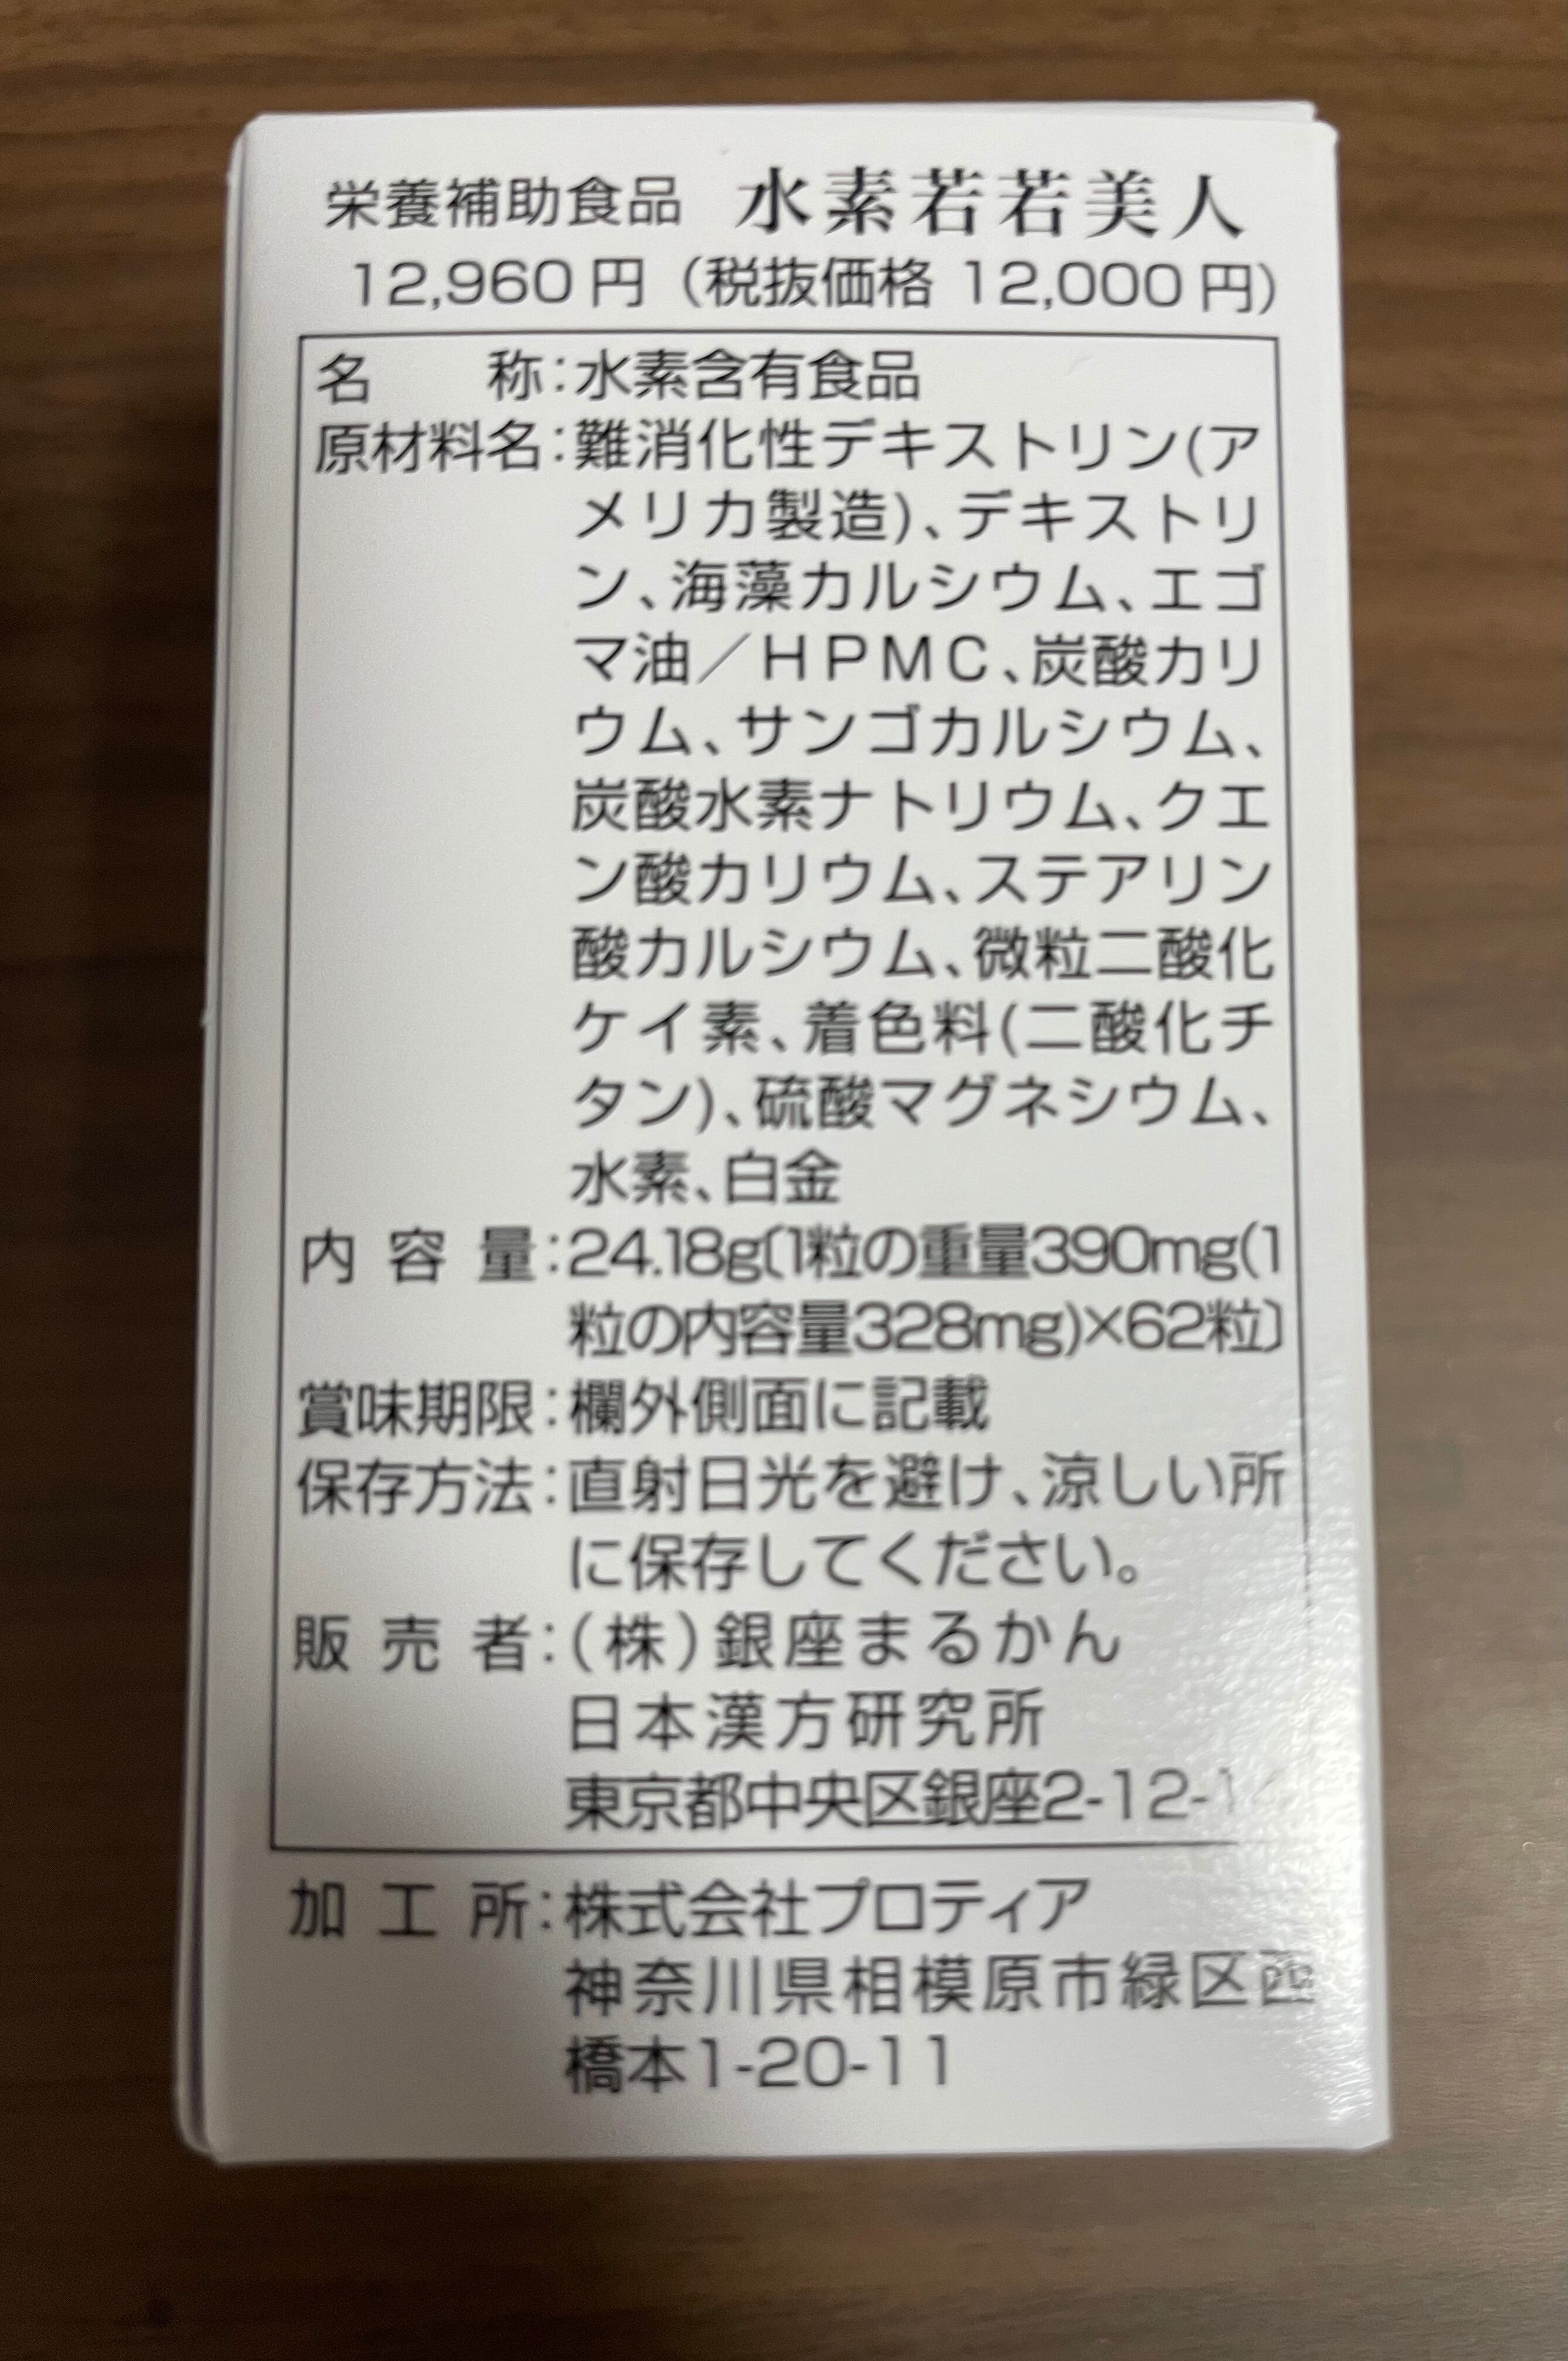 栄養補助食品 水素若若美人
12,960円（税抜価格 12,000円）
名称：水素含有食品
原材料名：難消化性デキストリン(ア
メリカ製造)、デキストリ
ン、海藻カルシウム、エゴ
マ油／HPMC、炭酸カリ
ウム、サンゴカルシウム、
炭酸水素ナトリウム、クエ
ン酸カリウム、ステアリン
酸カルシウム、微粒二酸化
ケイ素、着色料(二酸化チ
タン)、硫酸マグネシウム、
水素、白金
内容量：24.18g〔1粒の重量390mg(1
粒の内容量328mg)×62粒〕
賞味期限：欄外側面に記載
保存方法：直射日光を避け、涼しい所
に保存してください。
販売者：(株)銀座まるかん
日本漢方研究所
東京都中央区銀座2-12-
加工所：株式会社プロティア
神奈川県相模原市緑区西
橋本1-20-11